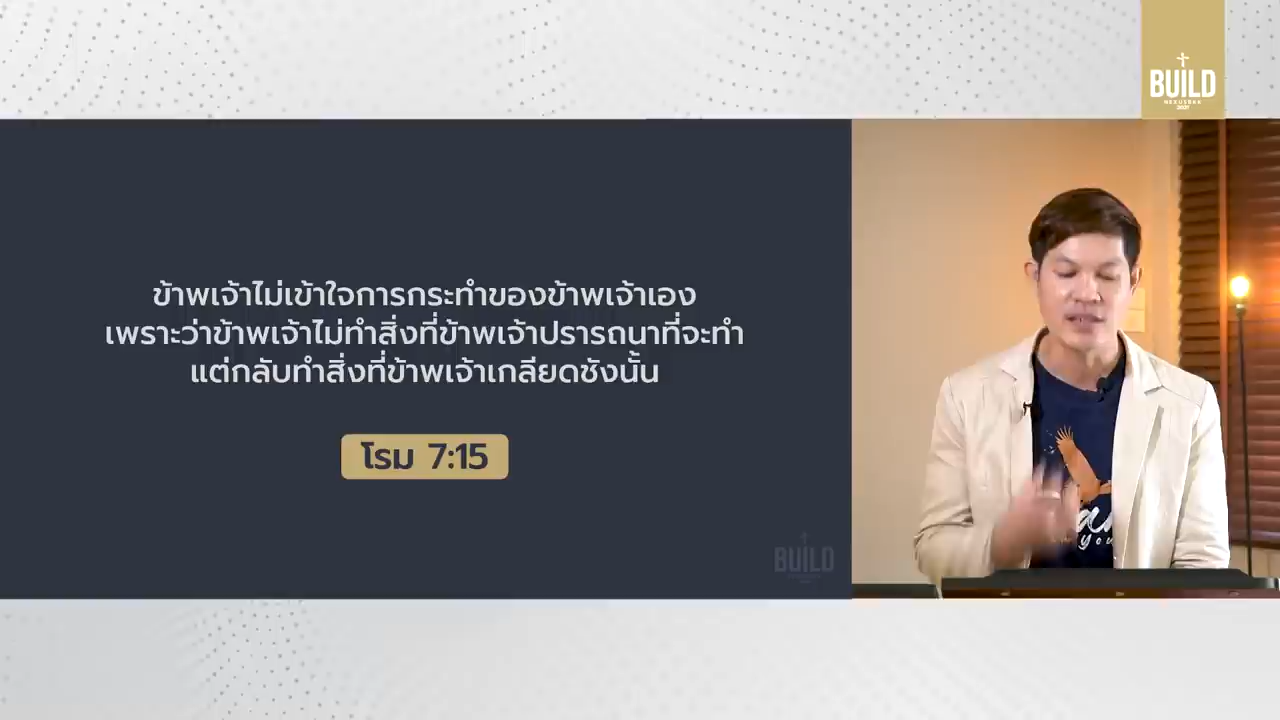 BUILD
NEXUSBKK
2021
ข้าพเจ้าไม่เข้าใจการกระทำของข้าพเจ้าเอง
เพราะว่าข้าพเจ้าไม่ทำสิ่งที่ข้าพเจ้าปรารถนาที่จะทำ
แต่กลับทำสิ่งที่ข้าพเจ้าเกลียดชังนั้น
โรม 7:15
BUILD